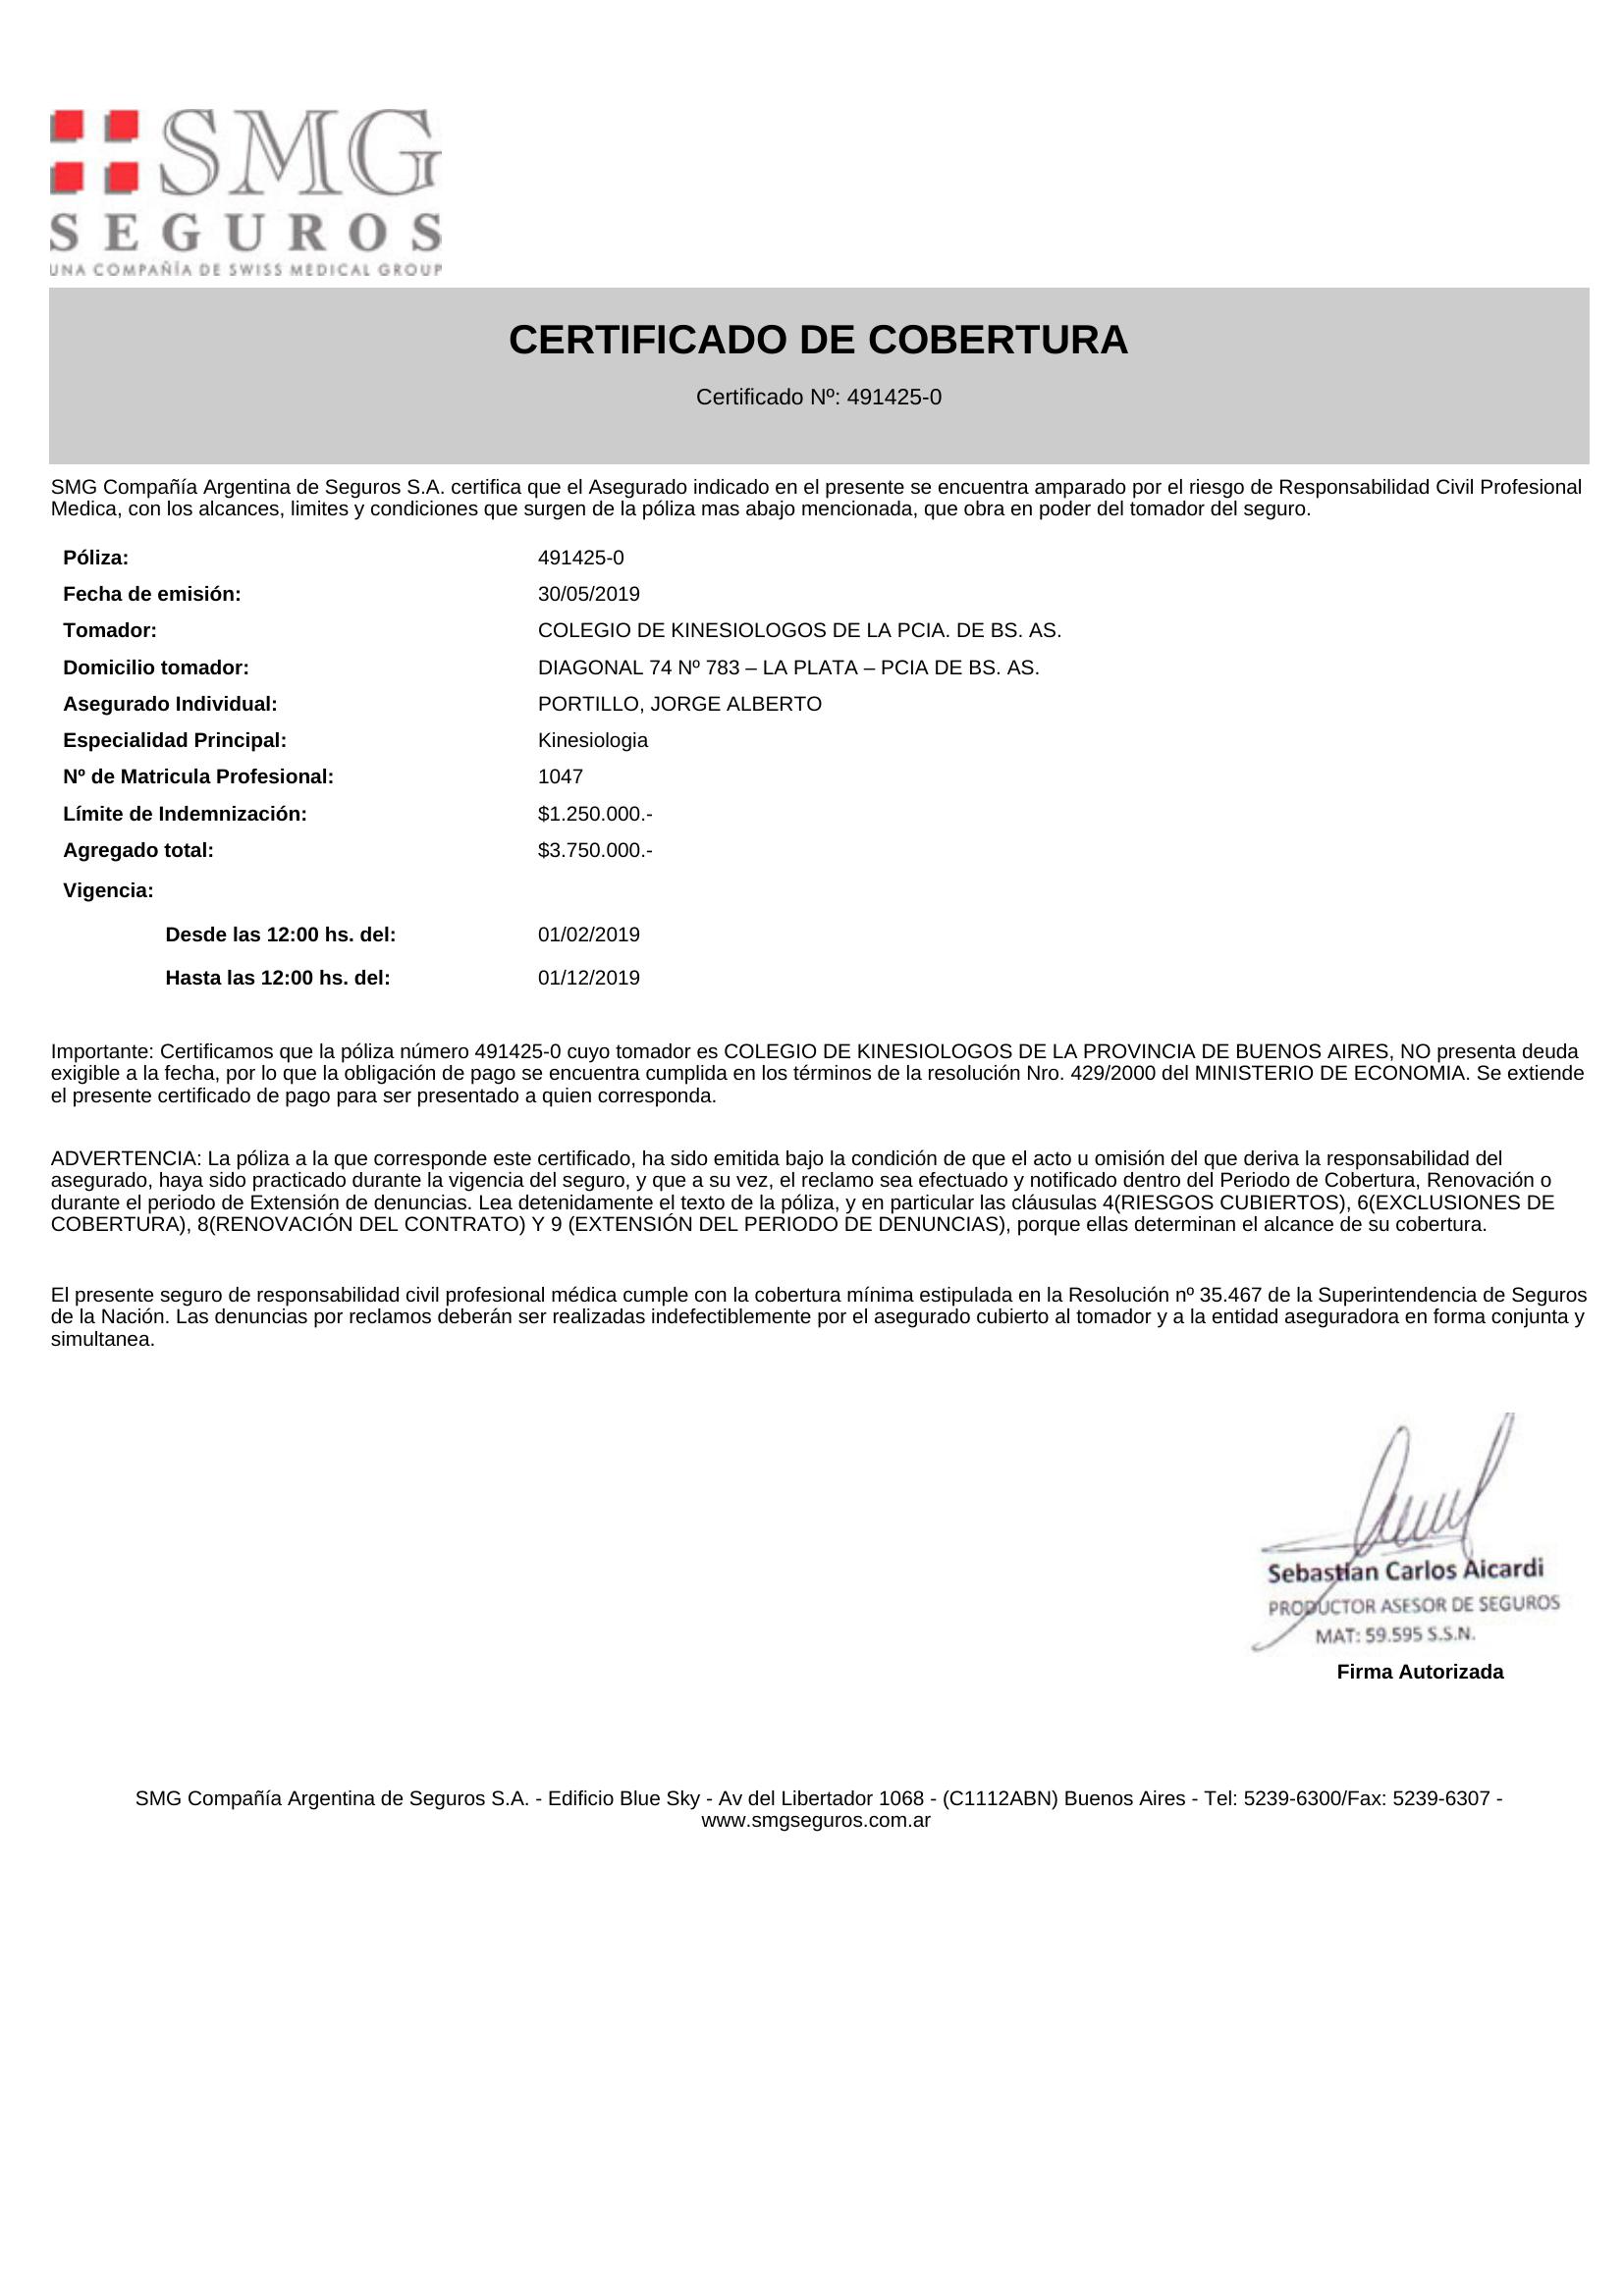 SMG
SEGUROS
UNA COMPAÑÍA DE SWISS MEDICAL GROUP
CERTIFICADO DE COBERTURA
Certificado Nº: 491425-0
SMG Compañía Argentina de Seguros S.A. certifica que el Asegurado indicado en el presente se encuentra amparado por el riesgo de Responsabilidad Civil Profesional
Medica, con los alcances, limites y condiciones que surgen de la póliza mas abajo mencionada, que obra en poder del tomador del seguro.
Póliza: 491425-0
Fecha de emisión: 30/05/2019
Tomador: COLEGIO DE KINESIOLOGOS DE LA PCIA. DE BS. AS.
Domicilio tomador: DIAGONAL 74 Nº 783 – LA PLATA – PCIA DE BS. AS.
Asegurado Individual: PORTILLO, JORGE ALBERTO
Especialidad Principal: Kinesiologia
Nº de Matricula Profesional: 1047
Límite de Indemnización: $1.250.000.-
Agregado total: $3.750.000.-
Vigencia:
Desde las 12:00 hs. del: 01/02/2019
Hasta las 12:00 hs. del: 01/12/2019
Importante: Certificamos que la póliza número 491425-0 cuyo tomador es COLEGIO DE KINESIOLOGOS DE LA PROVINCIA DE BUENOS AIRES, NO presenta deuda
exigible a la fecha, por lo que la obligación de pago se encuentra cumplida en los términos de la resolución Nro. 429/2000 del MINISTERIO DE ECONOMIA. Se extiende
el presente certificado de pago para ser presentado a quien corresponda.
ADVERTENCIA: La póliza a la que corresponde este certificado, ha sido emitida bajo la condición de que el acto u omisión del que deriva la responsabilidad del
asegurado, haya sido practicado durante la vigencia del seguro, y que a su vez, el reclamo sea efectuado y notificado dentro del Periodo de Cobertura, Renovación o
durante el periodo de Extensión de denuncias. Lea detenidamente el texto de la póliza, y en particular las cláusulas 4(RIESGOS CUBIERTOS), 6(EXCLUSIONES DE
COBERTURA), 8(RENOVACIÓN DEL CONTRATO) Y 9 (EXTENSIÓN DEL PERIODO DE DENUNCIAS), porque ellas determinan el alcance de su cobertura.
El presente seguro de responsabilidad civil profesional médica cumple con la cobertura mínima estipulada en la Resolución nº 35.467 de la Superintendencia de Seguros
de la Nación. Las denuncias por reclamos deberán ser realizadas indefectiblemente por el asegurado cubierto al tomador y a la entidad aseguradora en forma conjunta y
simultanea.
Sebastian Carlos Aicardi
PRODUCTOR ASESOR DE SEGUROS
MAT: 59.595 S.S.N.
Firma Autorizada
SMG Compañía Argentina de Seguros S.A. - Edificio Blue Sky - Av del Libertador 1068 - (C1112ABN) Buenos Aires - Tel: 5239-6300/Fax: 5239-6307 -
www.smgseguros.com.ar